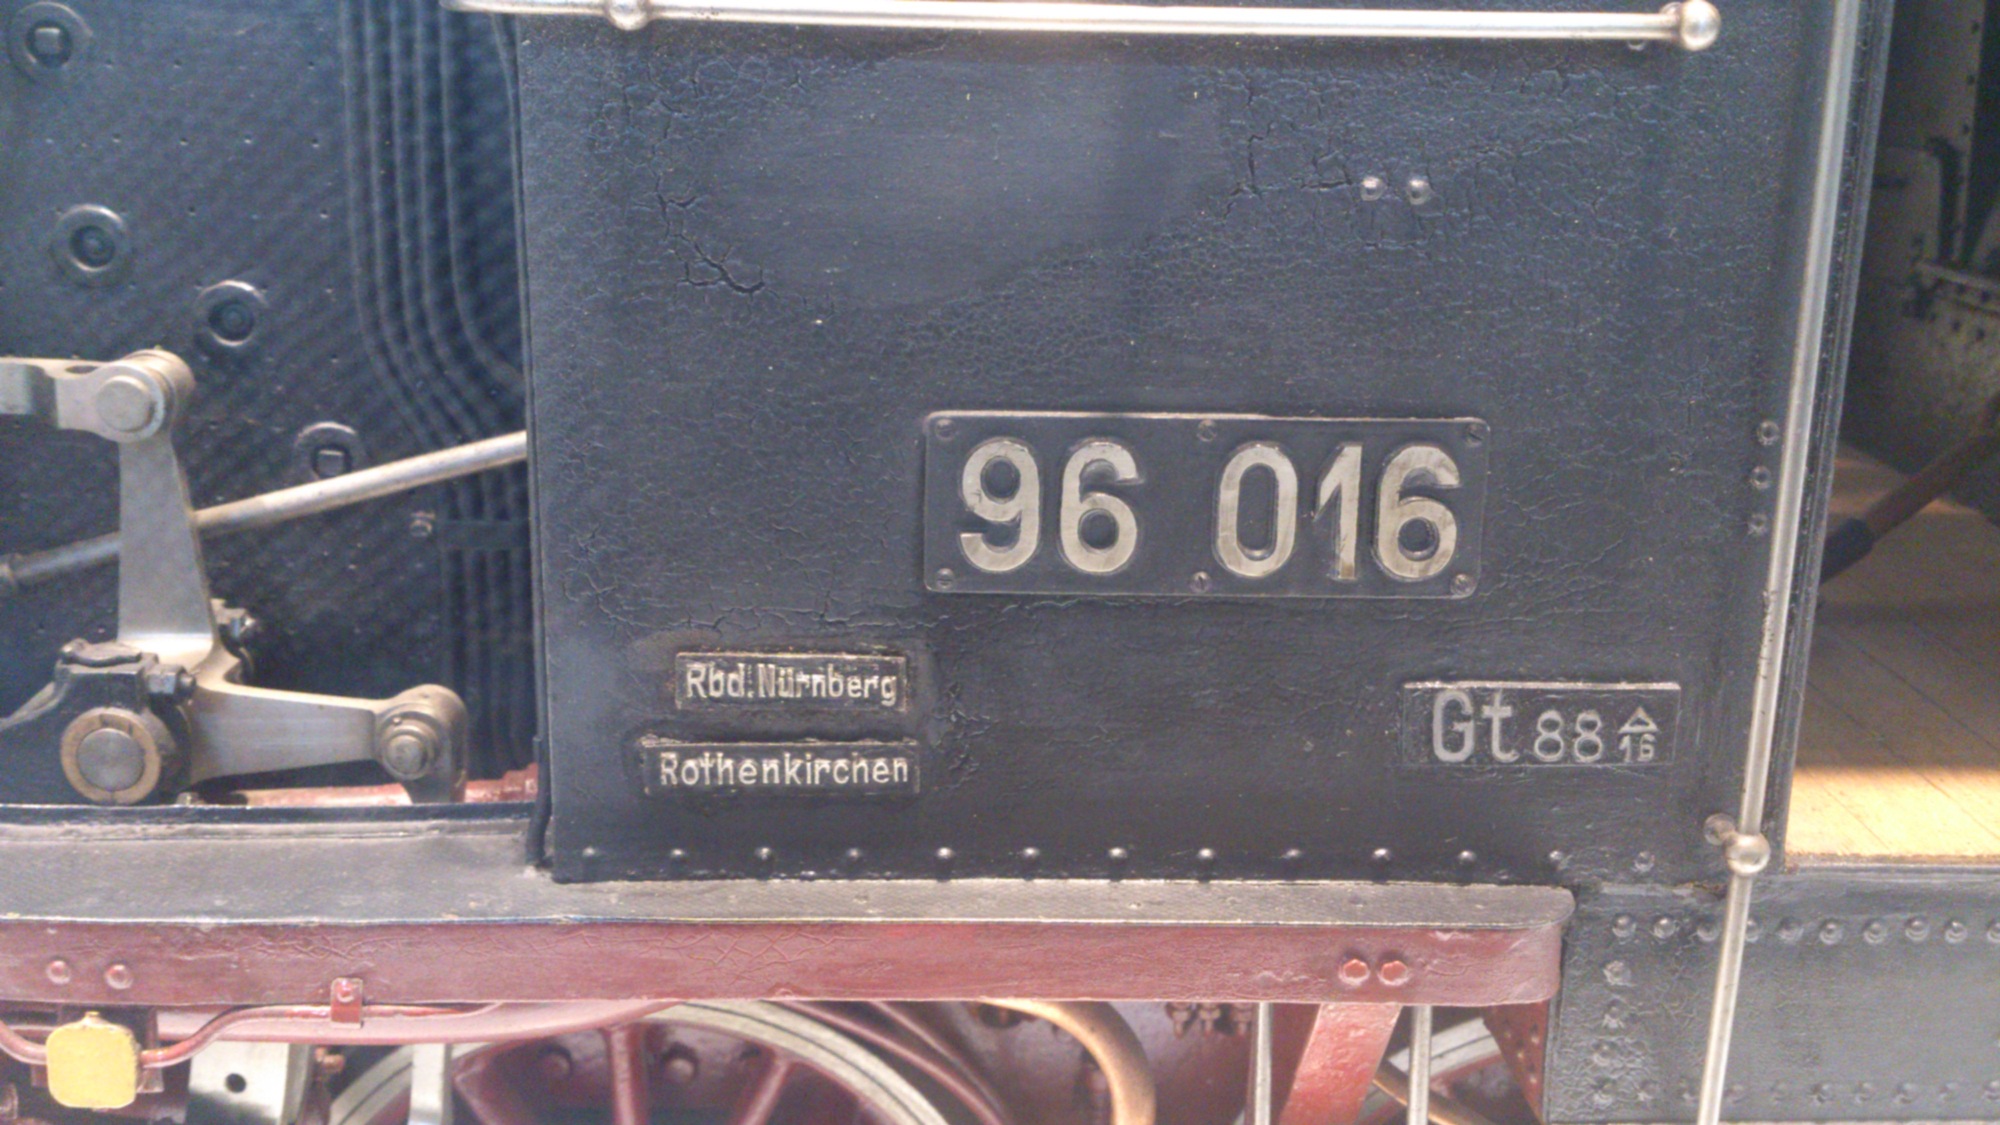 96 016
Rbd. Nürnberg
Gt 88 16
Rothenkirchen